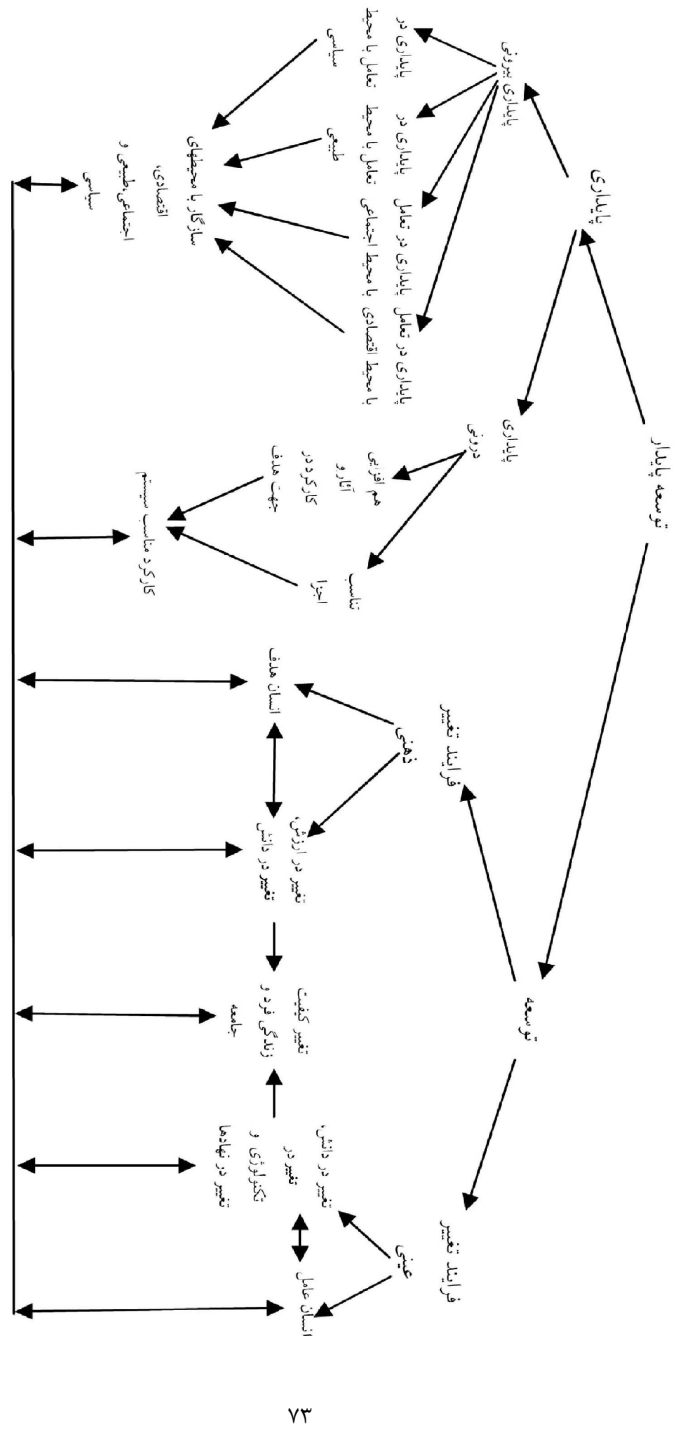 توسعه پایدار
توسعه
پایداری
فرایند تغییر
عینی
فرایند تغییر
ذهنی
پایداری
درونی
پایداری بیرونی
انسان عامل
تغییر در دانش،
تغییر در
تکنولوژی و
تغییر در نهادها
تغییر کیفیت
زندگی فرد و
جامعه
تغییر در ارزش،
تغییر در دانش
انسان هدف
تناسب
اجزا
هم افزایی
آثار و
کارکرد در
جهت هدف
پایداری در تعامل
با محیط اقتصادی
پایداری در تعامل
با محیط اجتماعی
پایداری در
تعامل با محیط
طبیعی
پایداری در
تعامل با محیط
سیاسی
کارکرد مناسب سیستم
سازگار با محیطهای
اقتصادی،
اجتماعی،طبیعی و
سیاسی
۷۳